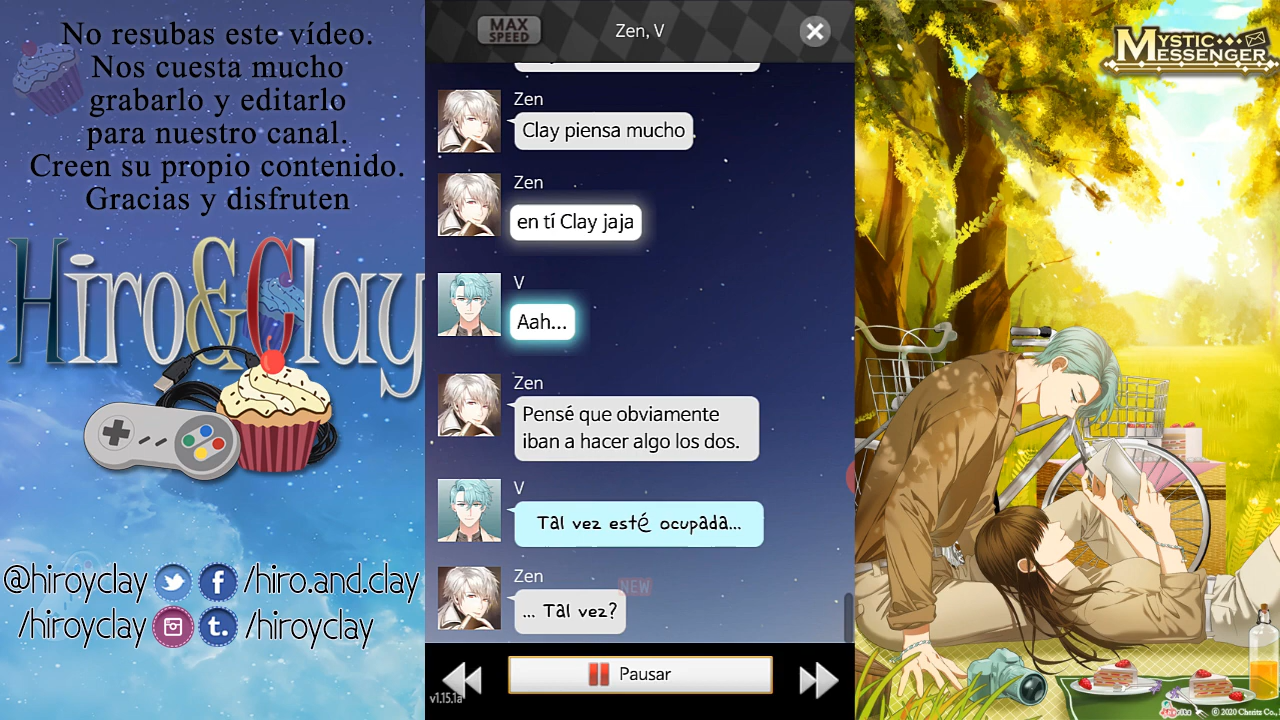 No resubas este vídeo.
Nos cuesta mucho
grabarlo y editarlo
para nuestro canal.
Creen su propio contenido.
Gracias y disfruten
Hiro&Clay
@hiroyclay
/hiro.and.clay
/hiroyclay
t.
/hiroyclay
MAX
SPEED
Zen, V
Zen
Clay piensa mucho
Zen
en tí Clay jaja
V
Aah...
Zen
Pensé que obviamente
iban a hacer algo los dos.
V
Tal vez esté ocupada...
Zen
NEW
... Tal vez?
Pausar
v1.15.1a
MYSTIC
MESSENGER
© 2020 Cheritz Co.,